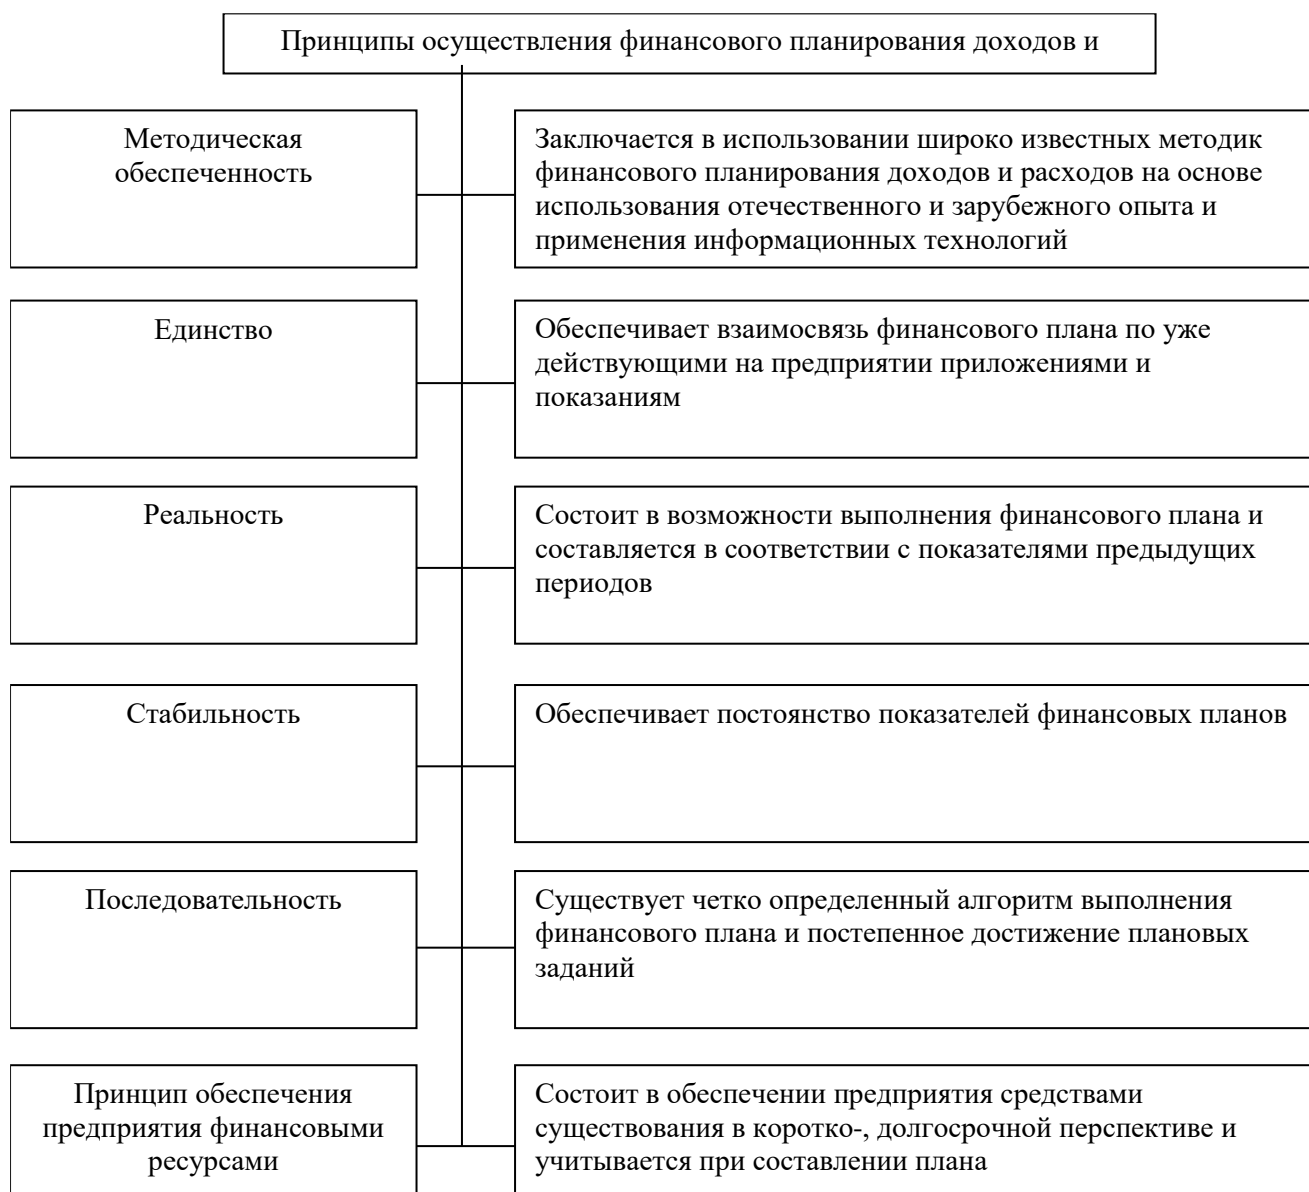 Принципы осуществления финансового планирования доходов и
Методическая
обеспеченность
Заключается в использовании широко известных методик
финансового планирования доходов и расходов на основе
использования отечественного и зарубежного опыта и
применения информационных технологий
Единство
Обеспечивает взаимосвязь финансового плана по уже
действующими на предприятии приложениями и
показаниям
Реальность
Состоит в возможности выполнения финансового плана и
составляется в соответствии с показателями предыдущих
периодов
Стабильность
Обеспечивает постоянство показателей финансовых планов
Последовательность
Существует четко определенный алгоритм выполнения
финансового плана и постепенное достижение плановых
заданий
Принцип обеспечения
предприятия финансовыми
ресурсами
Состоит в обеспечении предприятия средствами
существования в коротко-, долгосрочной перспективе и
учитывается при составлении плана